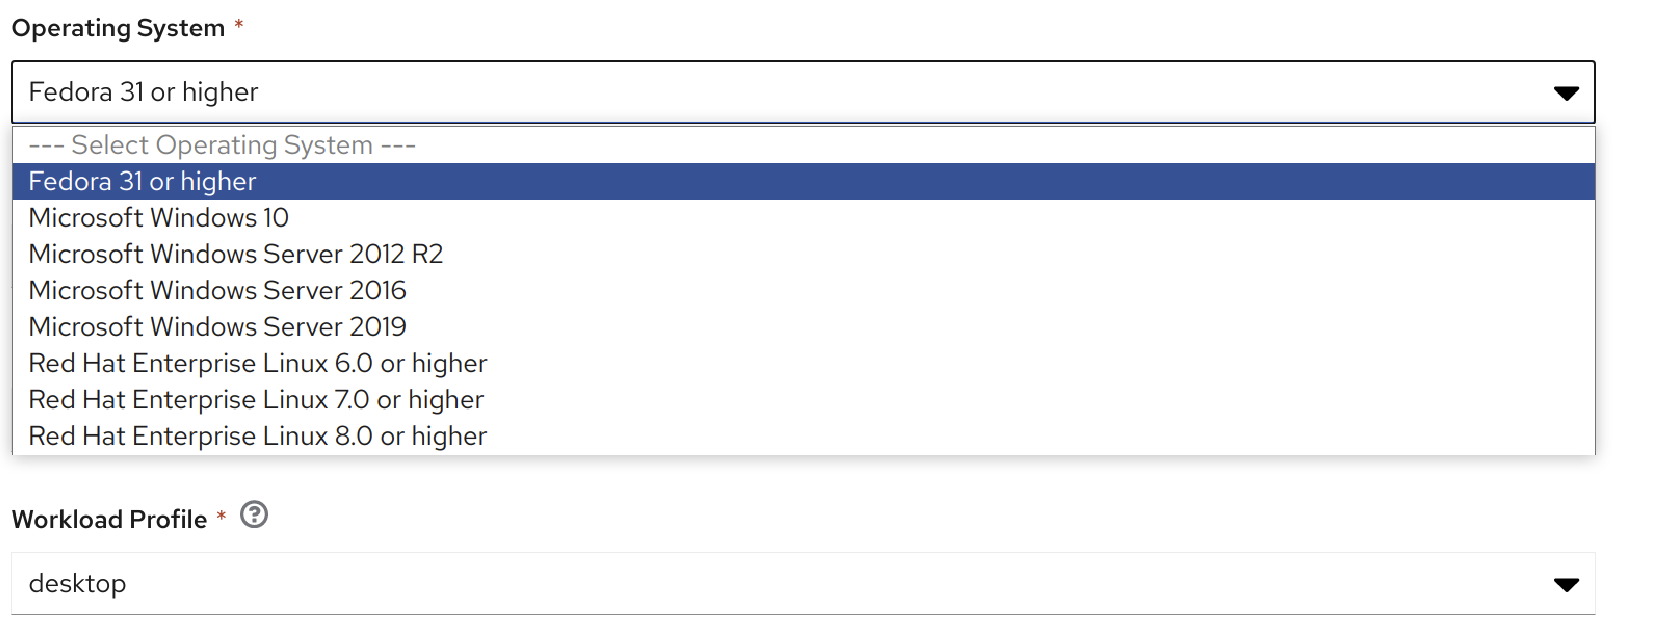 Operating System *
Fedora 31 or higher
--- Select Operating System ---
Fedora 31 or higher
Microsoft Windows 10
Microsoft Windows Server 2012 R2
Microsoft Windows Server 2016
Microsoft Windows Server 2019
Red Hat Enterprise Linux 6.0 or higher
Red Hat Enterprise Linux 7.0 or higher
Red Hat Enterprise Linux 8.0 or higher
Workload Profile * ?
desktop